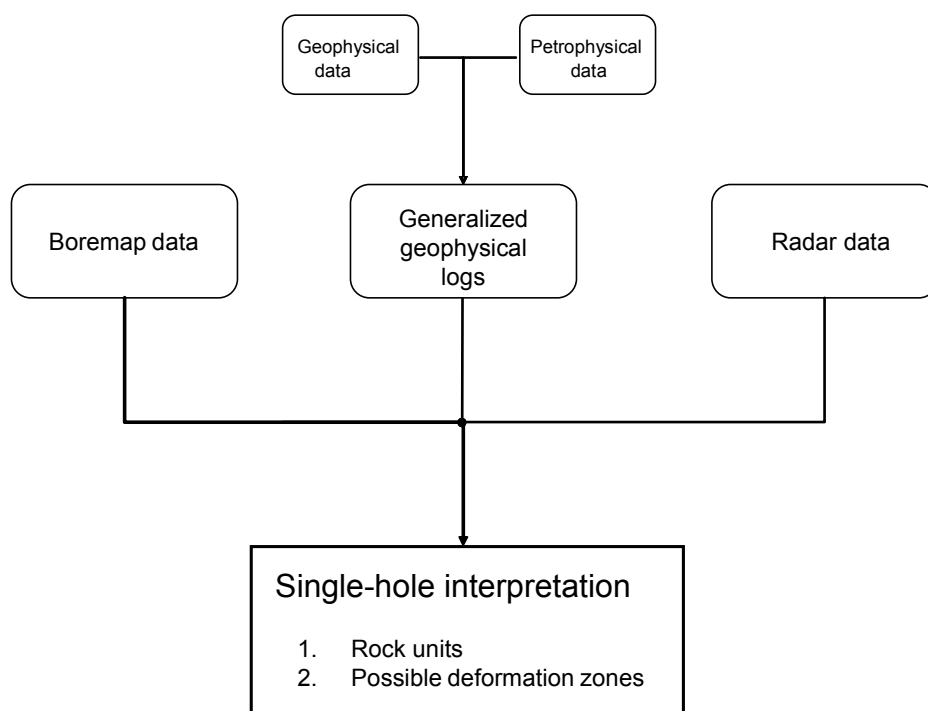 Geophysical
data
Petrophysical
data
Boremap data
Generalized
geophysical
logs
Radar data
Single-hole interpretation
1. Rock units
2. Possible deformation zones